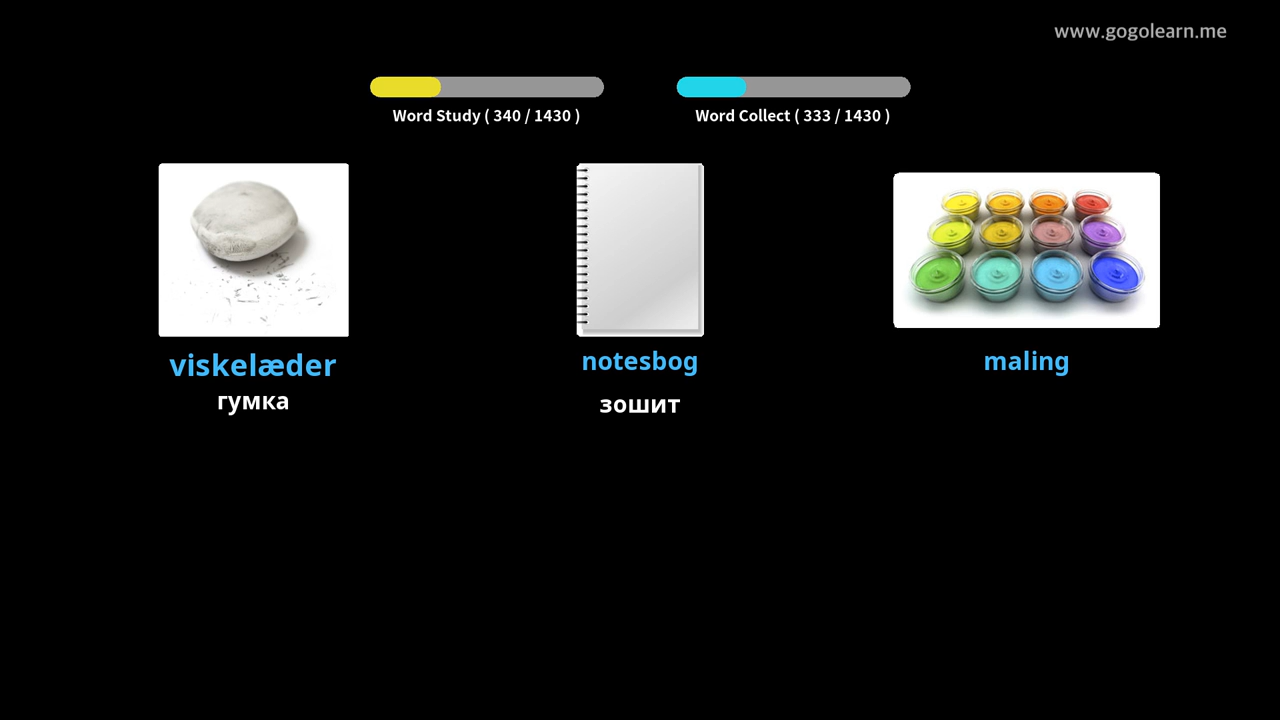 www.gogolearn.me
Word Study ( 340 / 1430 )
Word Collect ( 333 / 1430 )
viskelæder
гумка
notesbog
зошит
maling